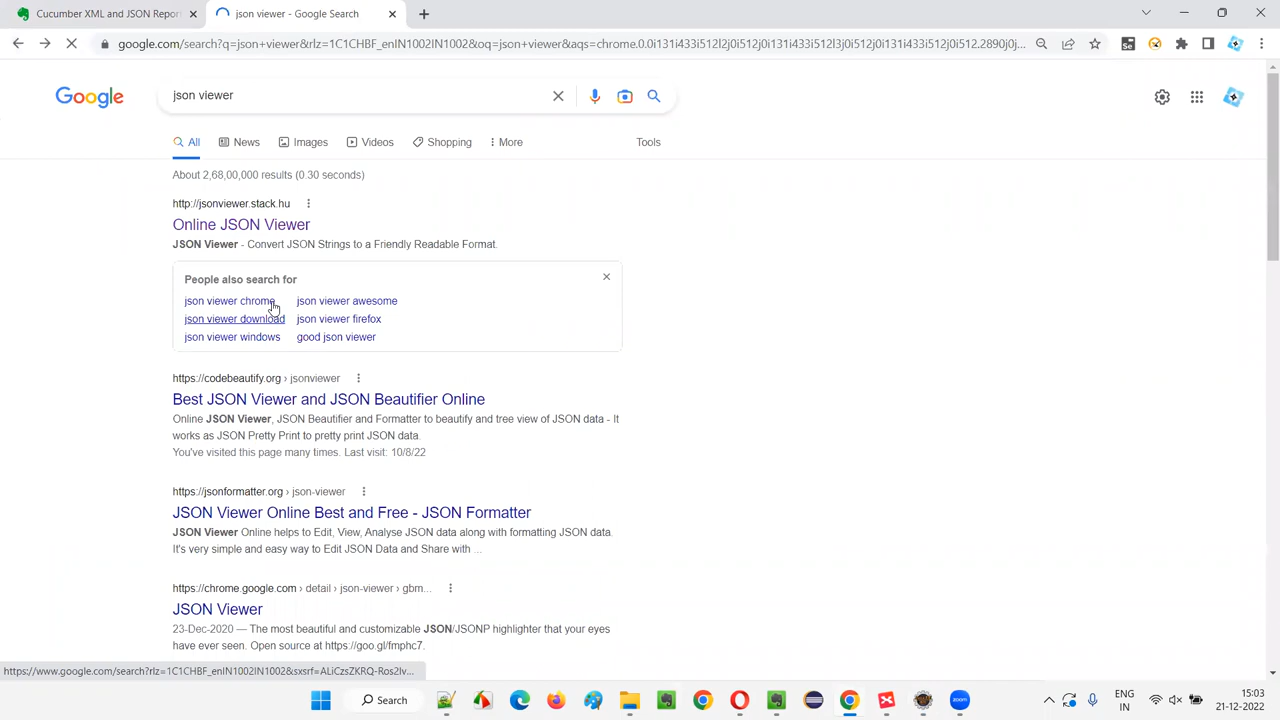 Cucumber XML and JSON Repor
json viewer - Google Search
google.com/search?q=json+viewer&rlz=1C1CHBF_enIN1002IN1002&oq=json+viewer&aqs=chrome.0.0i131i433i512l2j0i512j0i131i433i512l3j0i512j0i512.2890j0...
Google
json viewer
All
News
Images
Videos
Shopping
More
Tools
About 2,68,00,000 results (0.30 seconds)
http://jsonviewer.stack.hu
Online JSON Viewer
JSON Viewer - Convert JSON Strings to a Friendly Readable Format.
People also search for
json viewer chrome json viewer awesome
json viewer download json viewer firefox
json viewer windows good json viewer
https://codebeautify.org › jsonviewer
Best JSON Viewer and JSON Beautifier Online
Online JSON Viewer, JSON Beautifier and Formatter to beautify and tree view of JSON data - It
works as JSON Pretty Print to pretty print JSON data.
You've visited this page many times. Last visit: 10/8/22
https://jsonformatter.org › json-viewer
JSON Viewer Online Best and Free - JSON Formatter
JSON Viewer Online helps to Edit, View, Analyse JSON data along with formatting JSON data.
It's very simple and easy way to Edit JSON Data and Share with ...
https://chrome.google.com › detail › json-viewer › gbm...
JSON Viewer
23-Dec-2020 — The most beautiful and customizable JSON/JSONP highlighter that your eyes
have ever seen. Open source at https://goo.gl/fmphc7.
https://www.google.com/search?rlz=1C1CHBF_enIN1002IN1002&sxsrf=ALiCzsZKRQ-Ros2Iv...
Search
ENG
IN
15:03
21-12-2022